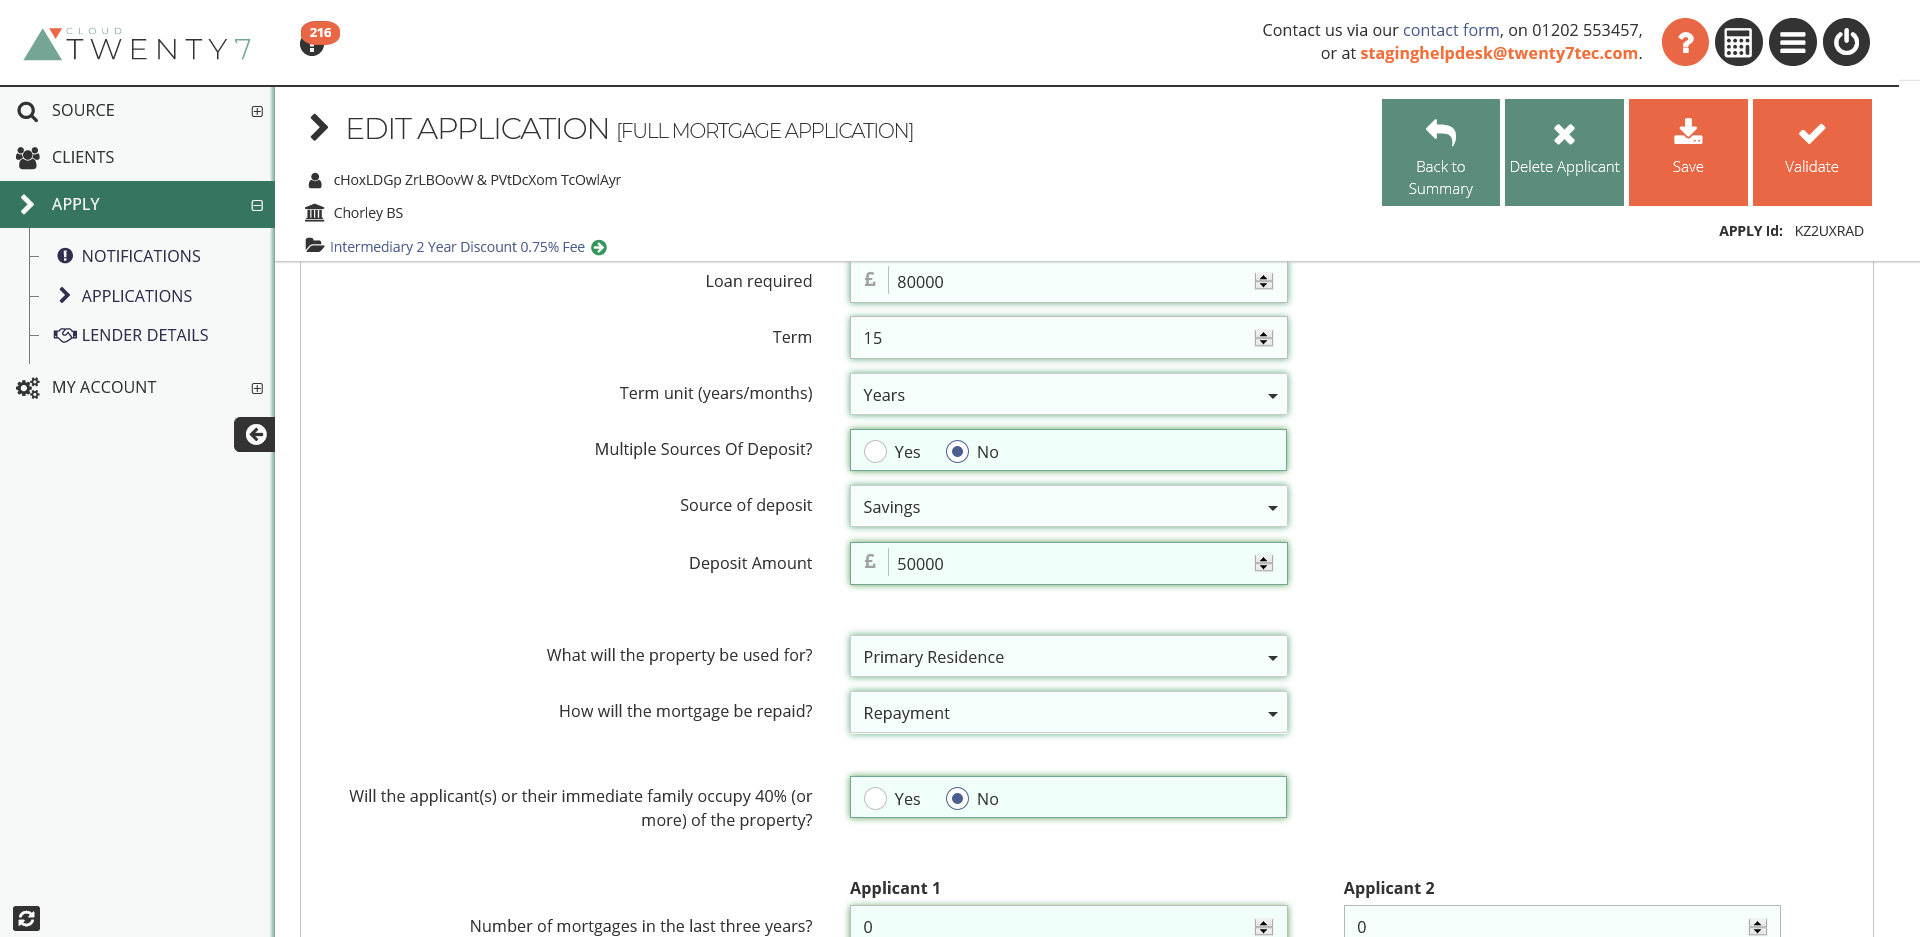 CLOUD
TWENTY7
216
Contact us via our contact form, on 01202 553457,
or at staginghelpdesk@twenty7tec.com.
SOURCE
CLIENTS
APPLY
NOTIFICATIONS
APPLICATIONS
LENDER DETAILS
MY ACCOUNT
EDIT APPLICATION [FULL MORTGAGE APPLICATION]
cHoxLDGp ZrLBOovW & PVtDcXom TcOwlAyr
Chorley BS
Intermediary 2 Year Discount 0.75% Fee
Back to
Summary
Delete Applicant
Save
Validate
APPLY Id: KZ2UXRAD
Loan required £ 80000
Term 15
Term unit (years/months) Years
Multiple Sources Of Deposit? Yes No
Source of deposit Savings
Deposit Amount £ 50000
What will the property be used for? Primary Residence
How will the mortgage be repaid? Repayment
Will the applicant(s) or their immediate family occupy 40% (or
more) of the property?
Yes No
Applicant 1 Applicant 2
Number of mortgages in the last three years? 0 0